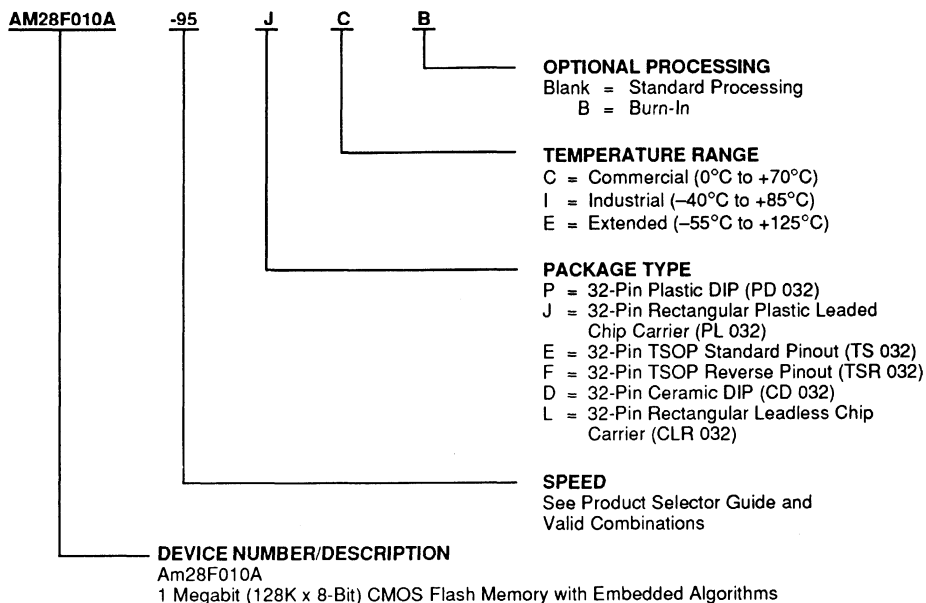 AM28F010A -95 J C B
OPTIONAL PROCESSING
Blank = Standard Processing
B = Burn-In
TEMPERATURE RANGE
C = Commercial (0°C to +70°C)
I = Industrial (–40°C to +85°C)
E = Extended (–55°C to +125°C)
PACKAGE TYPE
P = 32-Pin Plastic DIP (PD 032)
J = 32-Pin Rectangular Plastic Leaded
Chip Carrier (PL 032)
E = 32-Pin TSOP Standard Pinout (TS 032)
F = 32-Pin TSOP Reverse Pinout (TSR 032)
D = 32-Pin Ceramic DIP (CD 032)
L = 32-Pin Rectangular Leadless Chip
Carrier (CLR 032)
SPEED
See Product Selector Guide and
Valid Combinations
DEVICE NUMBER/DESCRIPTION
Am28F010A
1 Megabit (128K x 8-Bit) CMOS Flash Memory with Embedded Algorithms